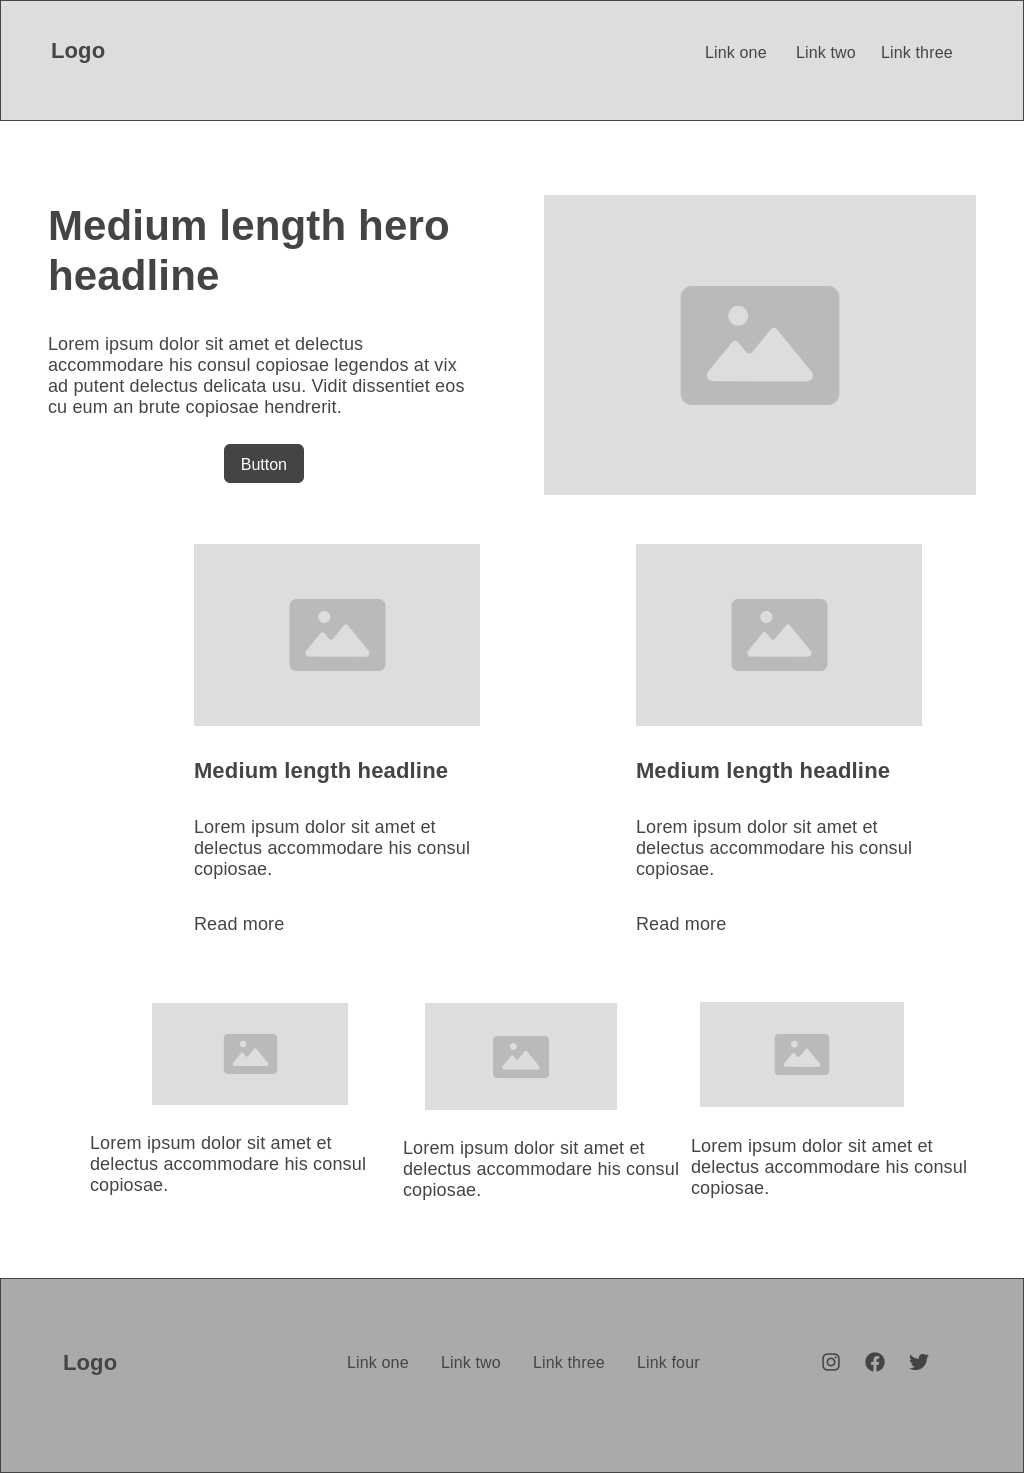 Logo
Link one
Link two
Link three
Medium length hero
headline
Lorem ipsum dolor sit amet et delectus
accommodare his consul copiosae legendos at vix
ad putent delectus delicata usu. Vidit dissentiet eos
cu eum an brute copiosae hendrerit.
Button
Medium length headline
Lorem ipsum dolor sit amet et
delectus accommodare his consul
copiosae.
Read more
Medium length headline
Lorem ipsum dolor sit amet et
delectus accommodare his consul
copiosae.
Read more
Lorem ipsum dolor sit amet et
delectus accommodare his consul
copiosae.
Lorem ipsum dolor sit amet et
delectus accommodare his consul
copiosae.
Lorem ipsum dolor sit amet et
delectus accommodare his consul
copiosae.
Logo
Link one
Link two
Link three
Link four